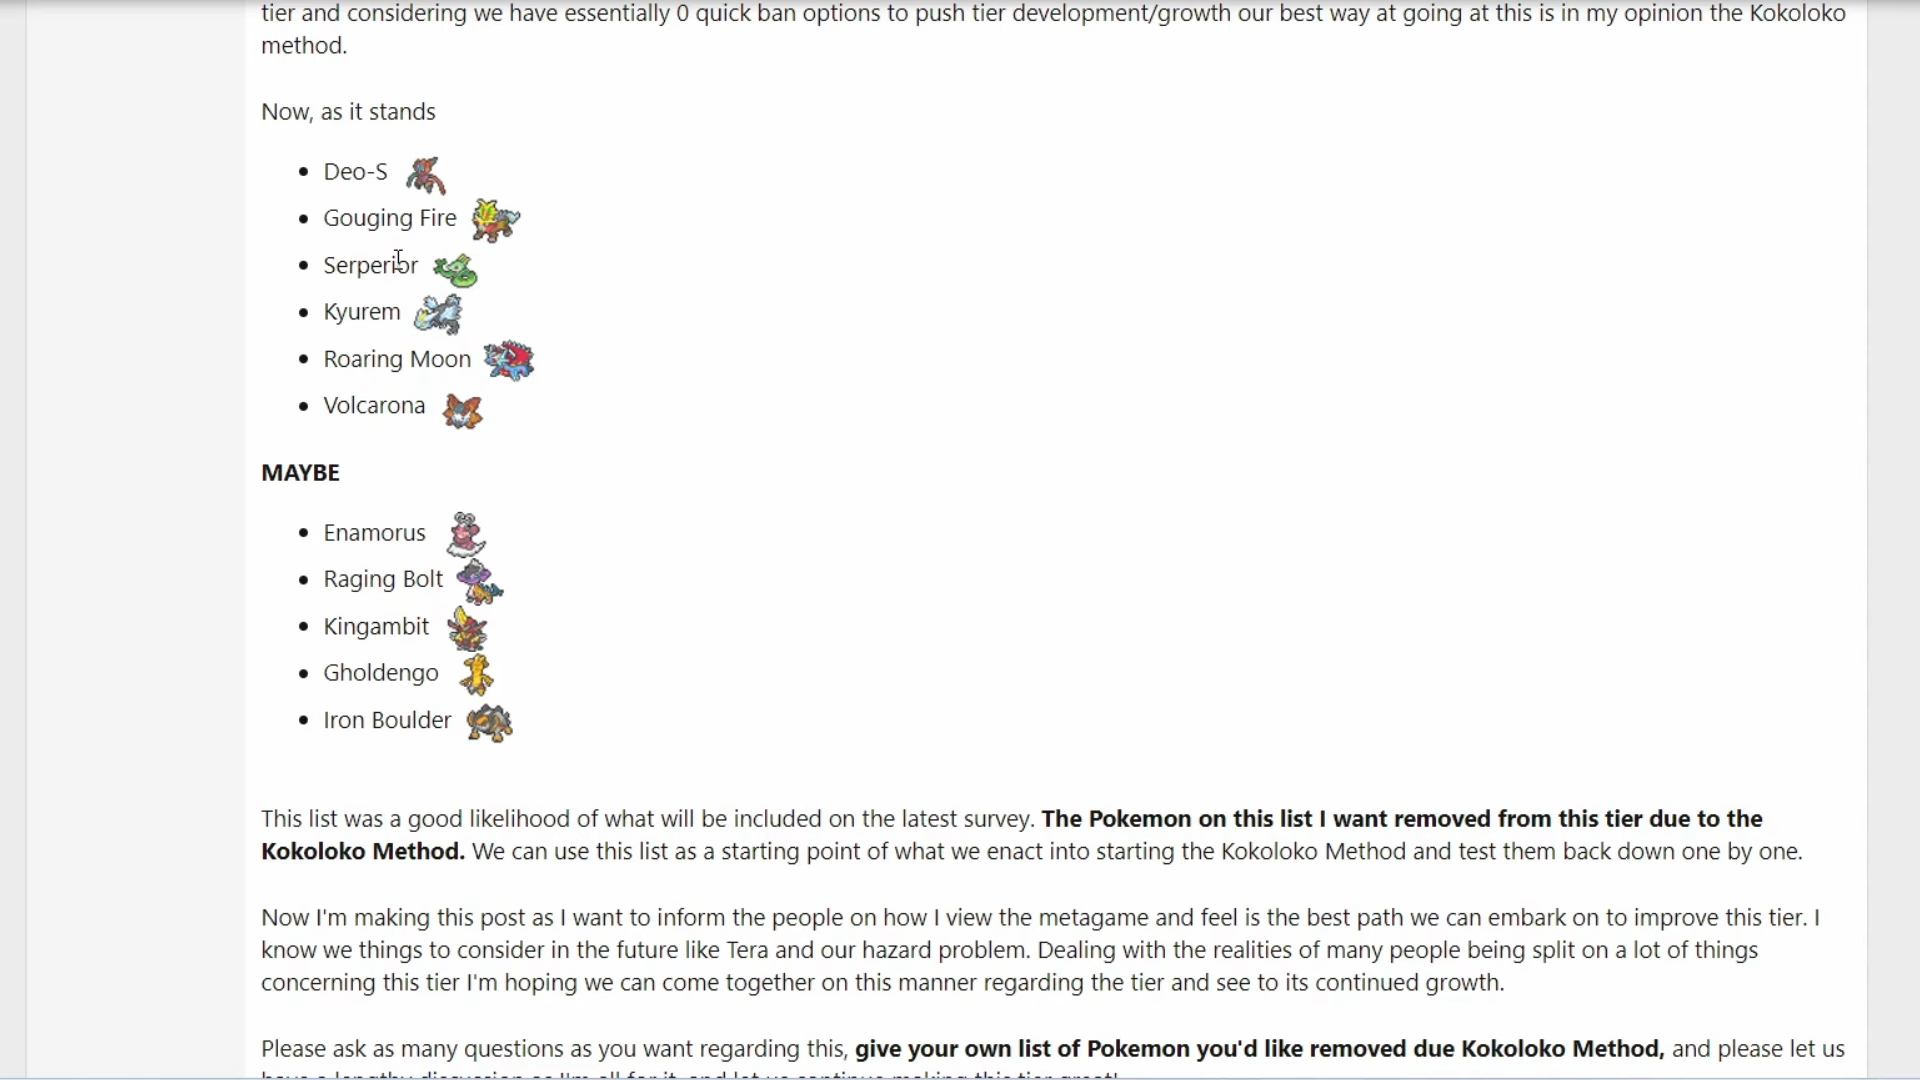 tier and considering we have essentially 0 quick ban options to push tier development/growth our best way at going at this is in my opinion the Kokoloko
method.
Now, as it stands
• Deo-S
• Gouging Fire
• Serperior
• Kyurem
• Roaring Moon
• Volcarona
MAYBE
• Enamorus
• Raging Bolt
• Kingambit
• Gholdengo
• Iron Boulder
This list was a good likelihood of what will be included on the latest survey. The Pokemon on this list I want removed from this tier due to the
Kokoloko Method. We can use this list as a starting point of what we enact into starting the Kokoloko Method and test them back down one by one.
Now I'm making this post as I want to inform the people on how I view the metagame and feel is the best path we can embark on to improve this tier. I
know we things to consider in the future like Tera and our hazard problem. Dealing with the realities of many people being split on a lot of things
concerning this tier I'm hoping we can come together on this manner regarding the tier and see to its continued growth.
Please ask as many questions as you want regarding this, give your own list of Pokemon you'd like removed due Kokoloko Method, and please let us